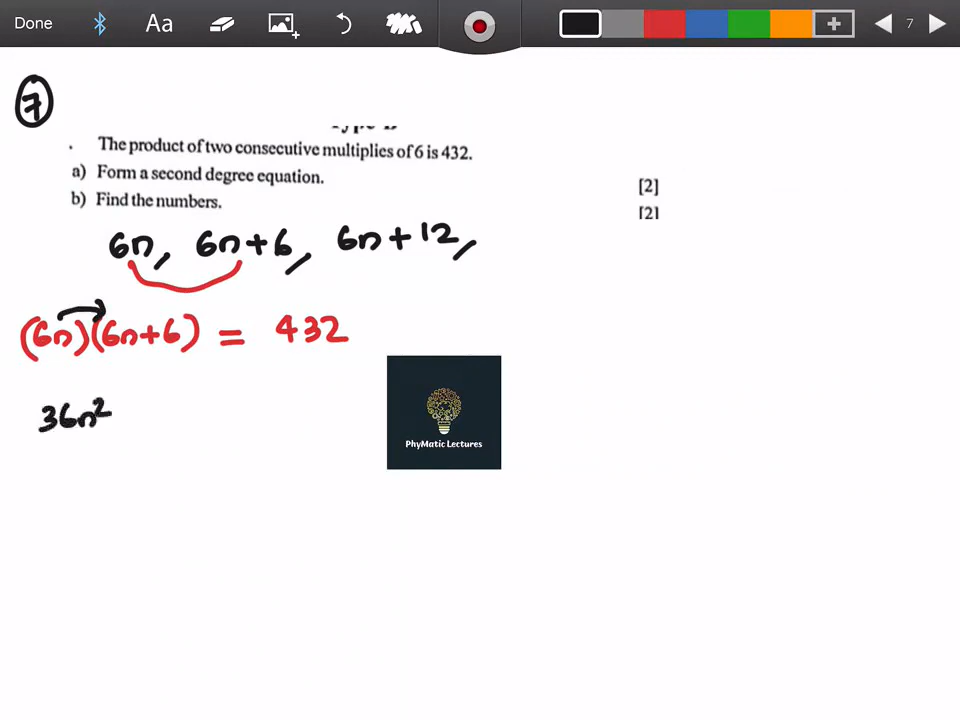 Done Aa 7
7
. The product of two consecutive multiplies of 6 is 432.
a) Form a second degree equation. [2]
b) Find the numbers. [2]
6n, 6n+6, 6n+12,
(6n)(6n+6) = 432
36n²
PhyMatic Lectures